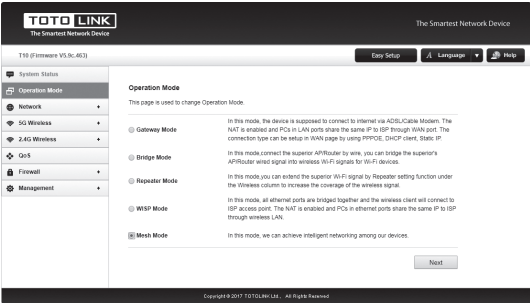 TOTO LINK
The Smartest Network Device
The Smartest Network Device
T10 (Firmware V5.9c.463)
Easy Setup
Language
Help
System Status
Operation Mode
Network +
5G Wireless +
2.4G Wireless +
QoS
Firewall +
Management +
Operation Mode
This page is used to change Operation Mode.
Gateway Mode
In this mode, the device is supposed to connect to internet via ADSL/Cable Modem. The
NAT is enabled and PCs in LAN ports share the same IP to ISP through WAN port. The
connection type can be setup in WAN page by using PPPOE, DHCP client, Static IP.
Bridge Mode
In this mode,connect the superior AP/Router by wire, you can bridge the superior's
AP/Router wired signal into wireless Wi-Fi signals for Wi-Fi devices.
Repeater Mode
In this mode,you can extend the superior Wi-Fi signal by Repeater setting function under
the Wireless column to increase the coverage of the wireless signal.
WISP Mode
In this mode, all ethernet ports are bridged together and the wireless client will connect to
ISP access point. The NAT is enabled and PCs in ethernet ports share the same IP to ISP
through wireless LAN.
Mesh Mode
In this mode, we can achieve intelligent networking among our devices.
Next
Copyright © 2017 TOTOLINK Ltd., All Rights Reserved